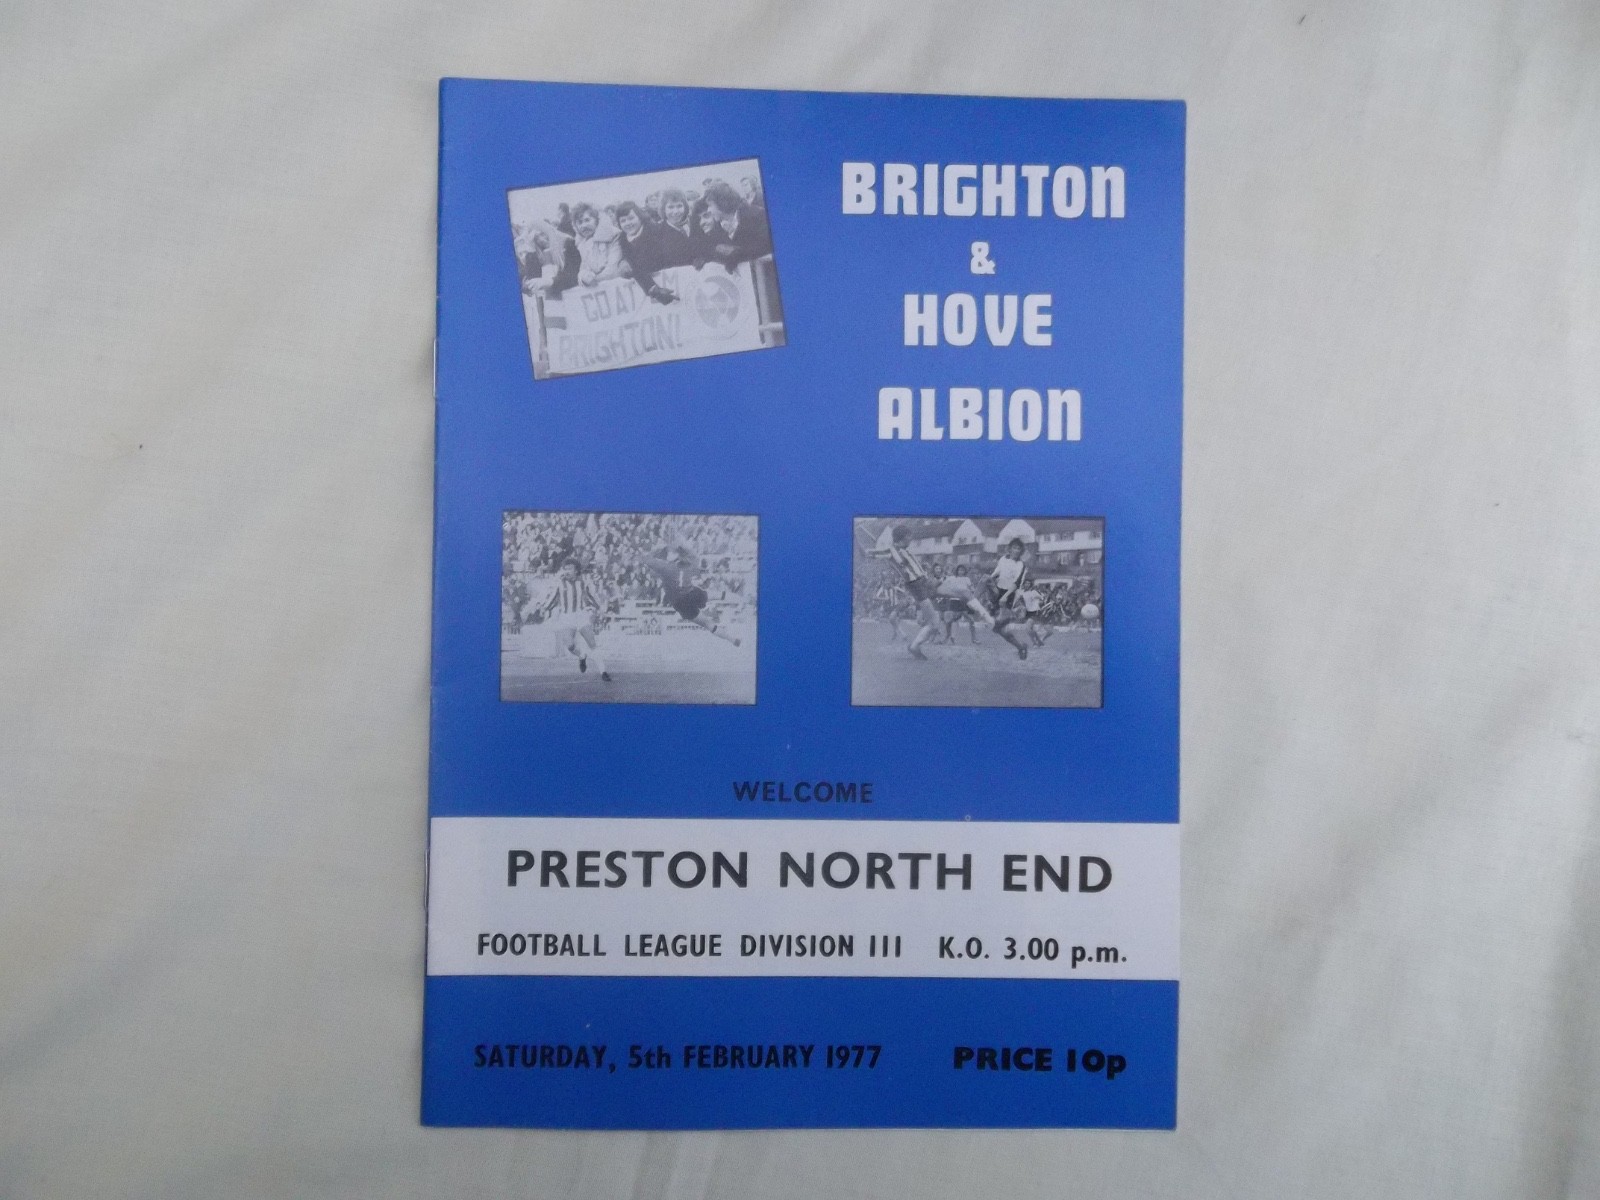 BRIGHTON
&
HOVE
ALBION
GO AT
BRIGHTON!
WELCOME
PRESTON NORTH END
FOOTBALL LEAGUE DIVISION III K.O. 3.00 p.m.
SATURDAY, 5th FEBRUARY 1977 PRICE 10p